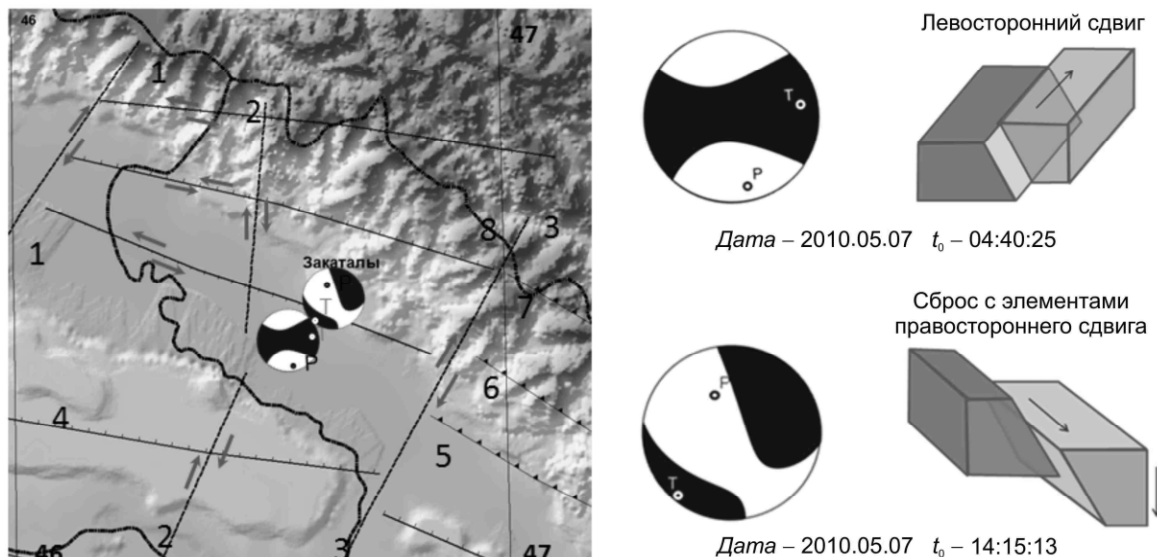 46
47
1
2
8
3
Закаталы
1
7
P
T
P
6
4
5
46
2
3
47
Левосторонний сдвиг
T
P
Дата – 2010.05.07 t₀ – 04:40:25
Сброс с элементами
правостороннего сдвига
P
T
Дата – 2010.05.07 t₀ – 14:15:13